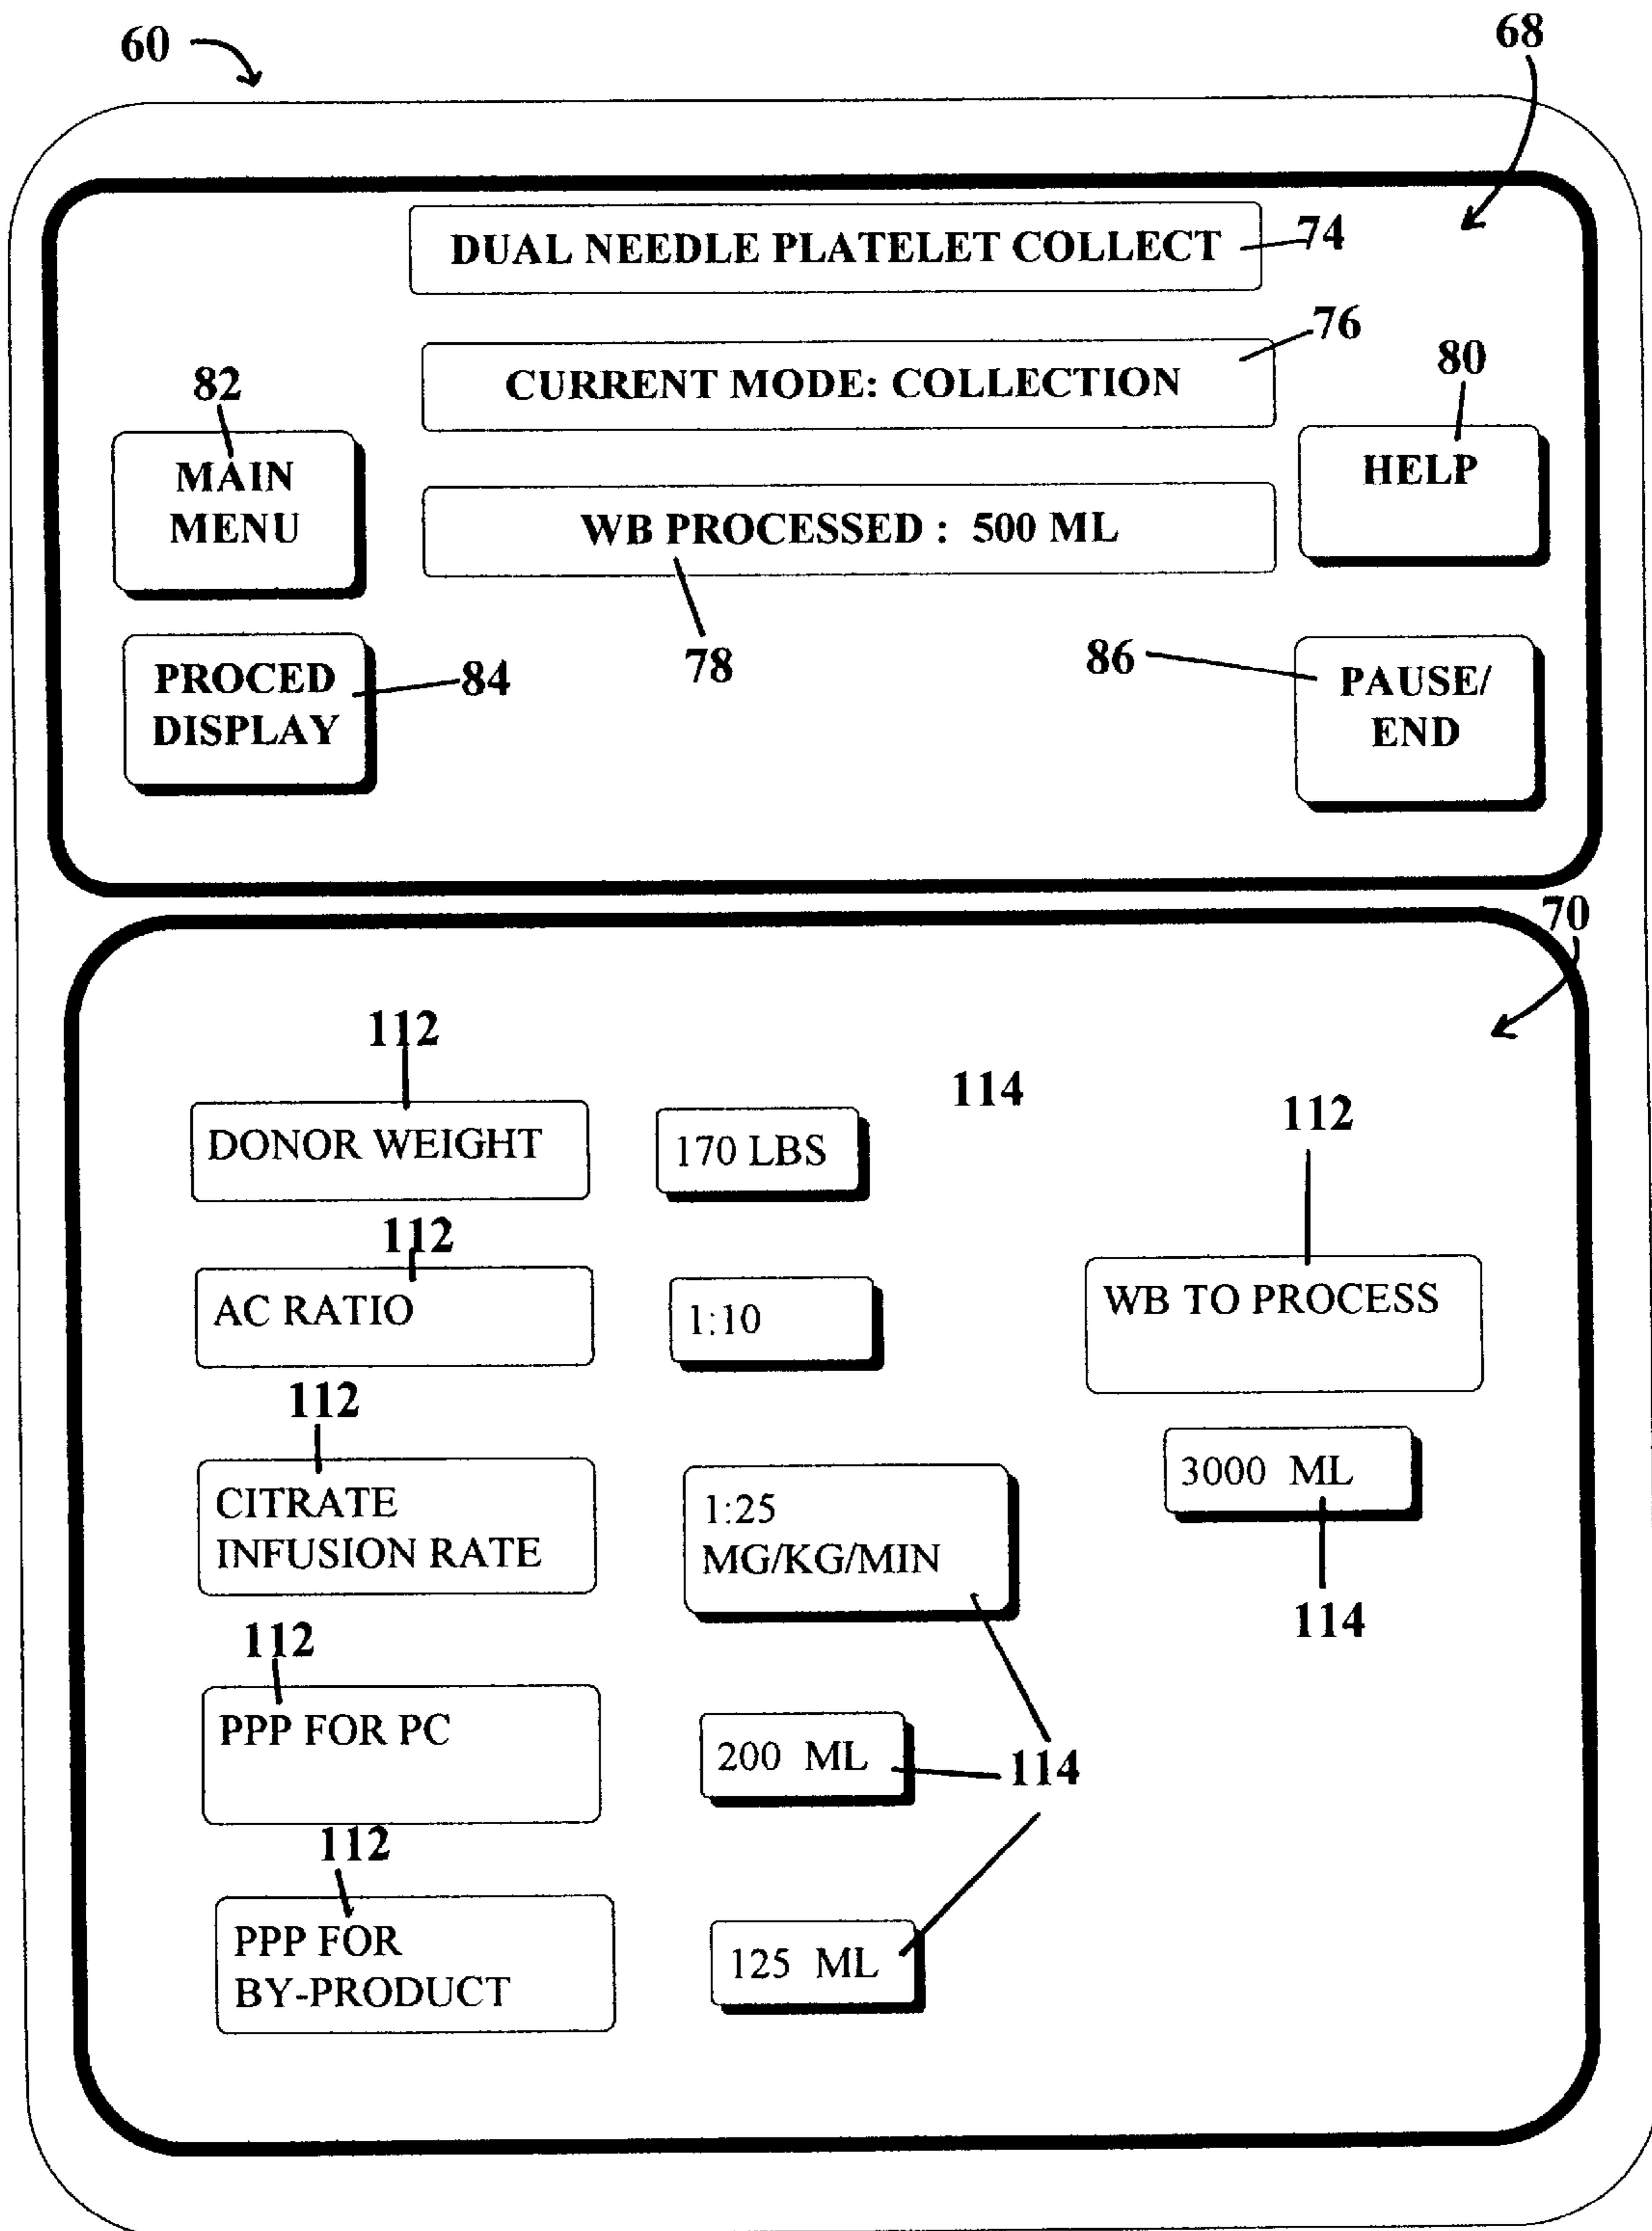 60
68
DUAL NEEDLE PLATELET COLLECT
74
76
CURRENT MODE: COLLECTION
80
82
MAIN
MENU
HELP
WB PROCESSED : 500 ML
78
PROCED
DISPLAY
84
86
PAUSE/
END
70
112
114
112
DONOR WEIGHT
170 LBS
112
AC RATIO
1:10
WB TO PROCESS
112
CITRATE
INFUSION RATE
1:25
MG/KG/MIN
3000 ML
114
112
PPP FOR PC
200 ML
114
112
PPP FOR
BY-PRODUCT
125 ML